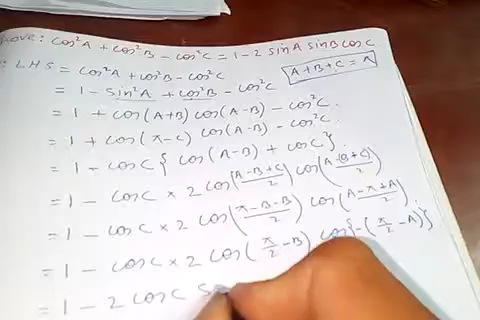 rove: cos²A + cos²B - cos²C = 1 - 2 sinA sinB cosC
: LHS = cos²A + cos²B - cos²C
A+B+C = π
= 1 - sin²A + cos²B - cos²C
= 1 + cos(A+B) cos(A-B) - cos²C.
= 1 + cos(π-C) cos(A-B) - cos²C.
= 1 - cosC { cos(A-B) + cosC }.
= 1 - cosC × 2 cos((A-B+C)/2) cos((A-B+C)/2)
= 1 - cosC × 2 cos((π-B-B)/2) cos((A-π+A)/2)
= 1 - cosC × 2 cos(π/2 - B) cos{-(π/2 - A)}
= 1 - 2 cosC S